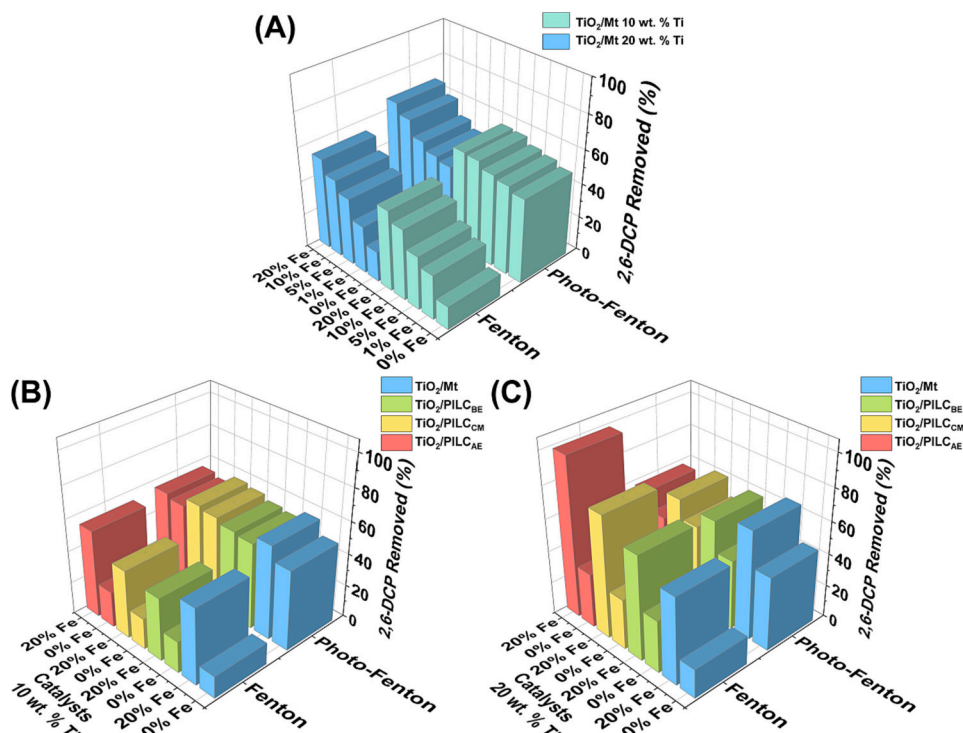 (A)
TiO2/Mt 10 wt. % Ti
TiO2/Mt 20 wt. % Ti
100
80
60
40
20
0
2,6-DCP Removed (%)
20% Fe
10% Fe
5% Fe
1% Fe
0% Fe
20% Fe
10% Fe
5% Fe
1% Fe
0% Fe
Fenton
Photo-Fenton
(B)
TiO2/Mt
TiO2/PILCBE
TiO2/PILCCM
TiO2/PILCAE
100
80
60
40
20
0
2,6-DCP Removed (%)
20% Fe
0% Fe
20% Fe
0% Fe
20% Fe
0% Fe
20% Fe
0% Fe
Catalysts
10 wt. % Ti
Fenton
Photo-Fenton
(C)
TiO2/Mt
TiO2/PILCBE
TiO2/PILCCM
TiO2/PILCAE
100
80
60
40
20
0
2,6-DCP Removed (%)
20% Fe
0% Fe
20% Fe
0% Fe
20% Fe
0% Fe
20% Fe
0% Fe
Catalysts
20 wt. % Ti
Fenton
Photo-Fenton